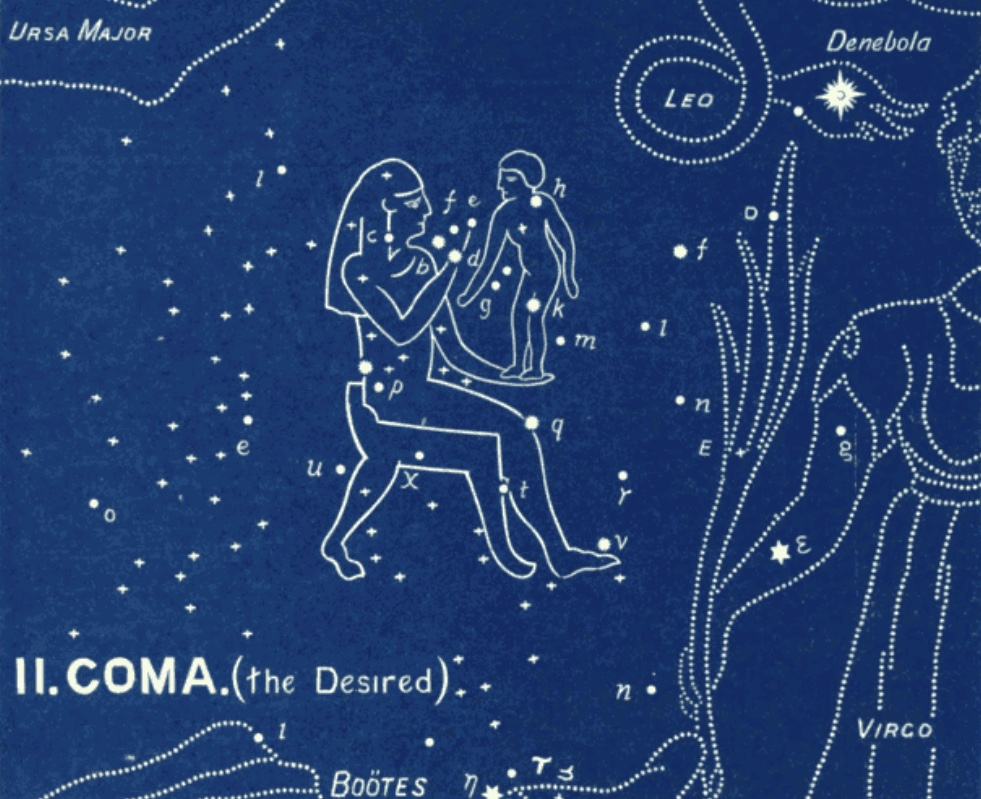 URSA MAJOR
Denebola
LEO
l
h
f e
D
c
f
b d
g
k
l
m
p
n
q
e
E
g
u
x
t
r
o
v
ε
II. COMA. (the Desired)
n
VIRGO
l
BOÖTES
η